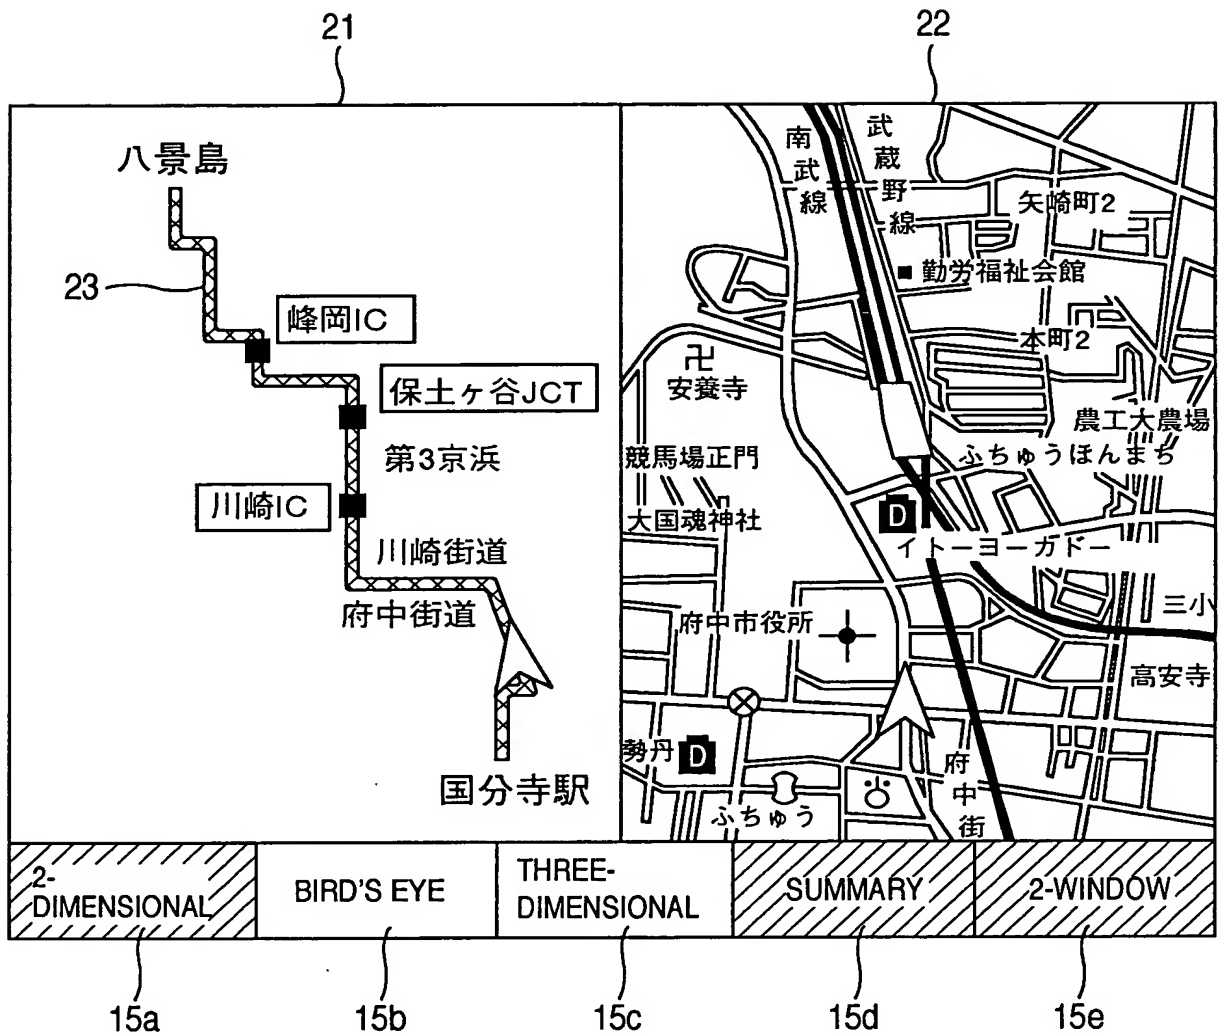 21
22
八景島
23
峰岡IC
保土ヶ谷JCT
第3京浜
川崎IC
川崎街道
府中街道
国分寺駅
南武線
武蔵野線
矢崎町2
勤労福祉会館
本町2
安養寺
農工大農場
競馬場正門
ふちゅうほんまち
大国魂神社
D
イトーヨーカドー
三小
府中市役所
高安寺
勢丹
D
府中街
ふちゅう
2-
DIMENSIONAL
BIRD'S EYE
THREE-
DIMENSIONAL
SUMMARY
2-WINDOW
15a
15b
15c
15d
15e